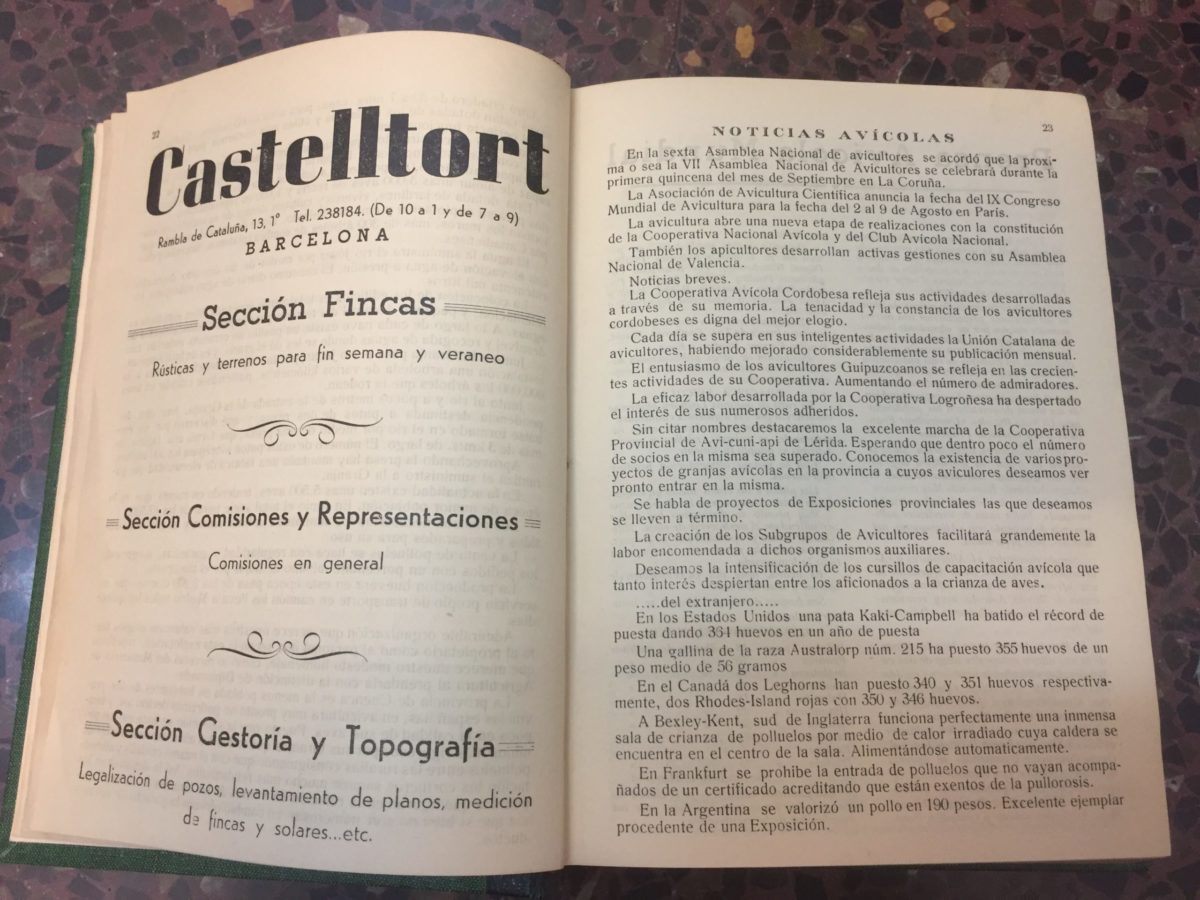 22
Castelltort
Rambla de Cataluña, 13, 1° Tel. 238184. (De 10 a 1 y de 7 a 9)
BARCELONA
Sección Fincas
Rústicas y terrenos para fin semana y veraneo
Sección Comisiones y Representaciones
Comisiones en general
Sección Gestoría y Topografía
Legalización de pozos, levantamiento de planos, medición
de fincas y solares...etc.
23
NOTICIAS AVÍCOLAS
En la sexta Asamblea Nacional de avicultores se acordó que la proxi-
ma o sea la VII Asamblea Nacional de Avicultores se celebrará durante la
primera quincena del mes de Septiembre en La Coruña.
La Asociación de Avicultura Científica anuncia la fecha del IX Congreso
Mundial de Avicultura para la fecha del 2 al 9 de Agosto en París.
La avicultura abre una nueva etapa de realizaciones con la constitución
de la Cooperativa Nacional Avícola y del Club Avícola Nacional.
También los apicultores desarrollan activas gestiones con su Asamblea
Nacional de Valencia.
Noticias breves.
La Cooperativa Avícola Cordobesa refleja sus actividades desarrolladas
a través de su memoria. La tenacidad y la constancia de los avicultores
cordobeses es digna del mejor elogio.
Cada día se supera en sus inteligentes actividades la Unión Catalana de
avicultores, habiendo mejorado considerablemente su publicación mensual.
El entusiasmo de los avicultores Guipuzcoanos se refleja en las crecien-
tes actividades de su Cooperativa. Aumentando el número de admiradores.
La eficaz labor desarrollada por la Cooperativa Logroñesa ha despertado
el interés de sus numerosos adheridos.
Sin citar nombres destacaremos la excelente marcha de la Cooperativa
Provincial de Avi-cuni-api de Lérida. Esperando que dentro poco el número
de socios en la misma sea superado. Conocemos la existencia de varios pro-
yectos de granjas avícolas en la provincia a cuyos aviculores deseamos ver
pronto entrar en la misma.
Se habla de proyectos de Exposiciones provinciales las que deseamos
se lleven a término.
La creación de los Subgrupos de Avicultores facilitará grandemente la
labor encomendada a dichos organismos auxiliares.
Deseamos la intensificación de los cursillos de capacitación avícola que
tanto interés despiertan entre los aficionados a la crianza de aves.
.....del extranjero.....
En los Estados Unidos una pata Kaki-Campbell ha batido el récord de
puesta dando 364 huevos en un año de puesta
Una gallina de la raza Australorp núm. 215 ha puesto 355 huevos de un
peso medio de 56 gramos
En el Canadá dos Leghorns han puesto 340 y 351 huevos respectiva-
mente, dos Rhodes-Island rojas con 350 y 346 huevos.
A Bexley-Kent, sud de Inglaterra funciona perfectamente una inmensa
sala de crianza de polluelos por medio de calor irradiado cuya caldera se
encuentra en el centro de la sala. Alimentándose automaticamente.
En Frankfurt se prohibe la entrada de polluelos que no vayan acompa-
ñados de un certificado acreditando que están exentos de la pullorosis.
En la Argentina se valorizó un pollo en 190 pesos. Excelente ejemplar
procedente de una Exposición.